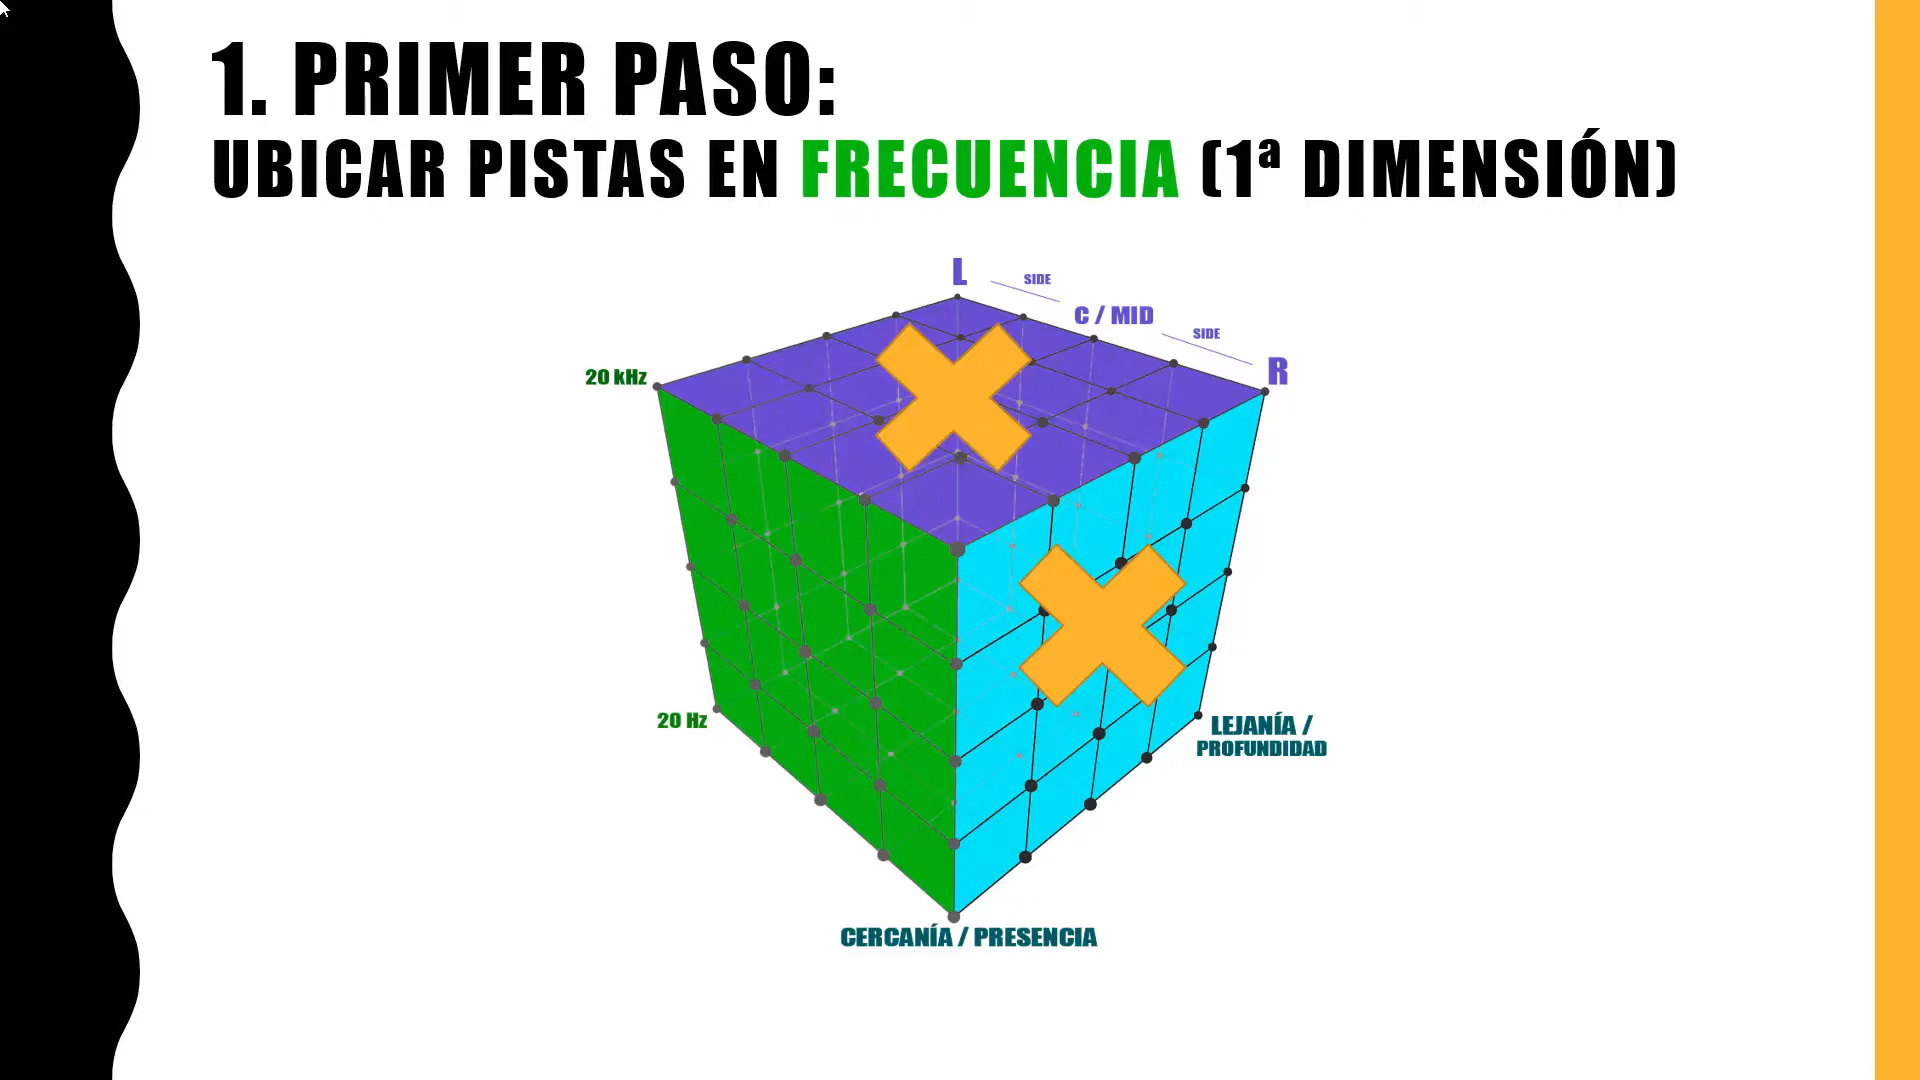 1. PRIMER PASO:
UBICAR PISTAS EN FRECUENCIA (1ª DIMENSIÓN)
L
SIDE
C / MID
SIDE
R
20 kHz
20 Hz
LEJANÍA /
PROFUNDIDAD
CERCANÍA / PRESENCIA